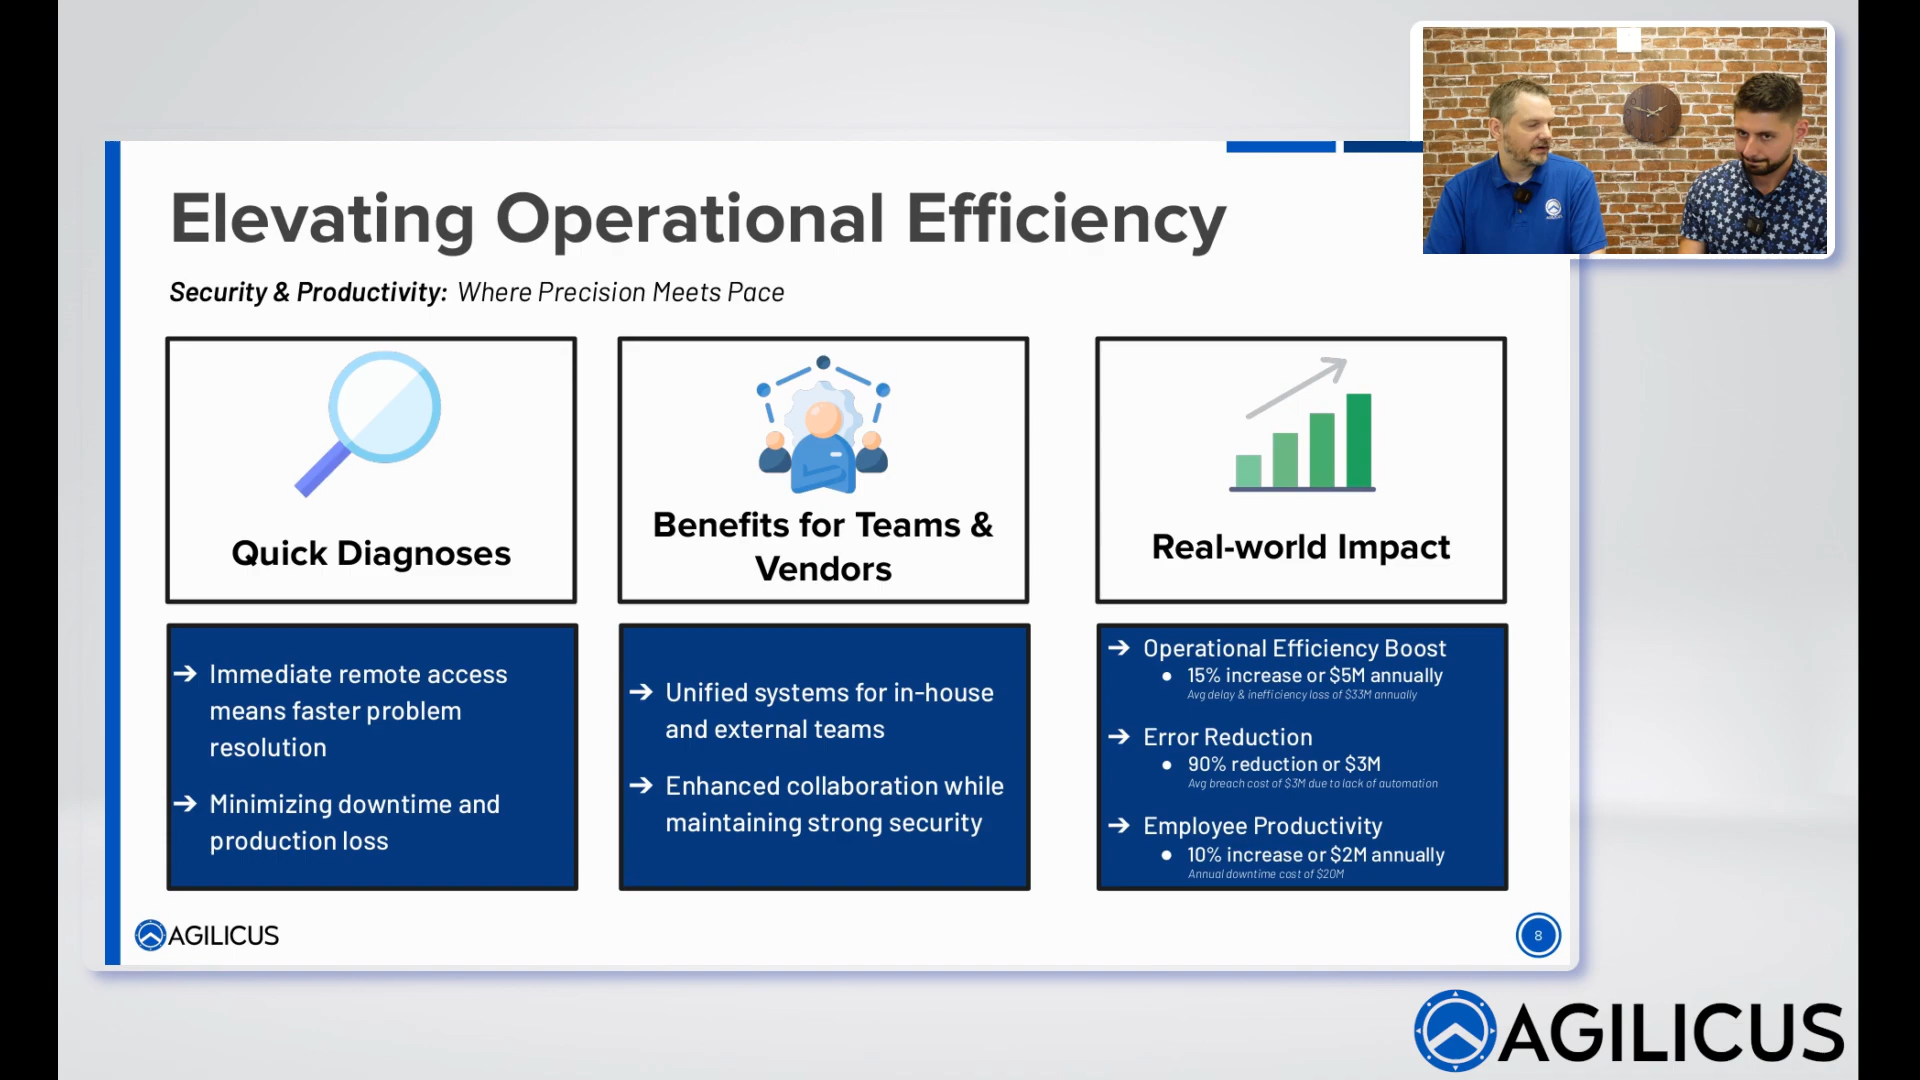 Elevating Operational Efficiency
Security & Productivity: Where Precision Meets Pace
Quick Diagnoses
Benefits for Teams &
Vendors
Real-world Impact
➔ Immediate remote access
means faster problem
resolution
➔ Minimizing downtime and
production loss
➔ Unified systems for in-house
and external teams
➔ Enhanced collaboration while
maintaining strong security
➔ Operational Efficiency Boost
● 15% increase or $5M annually
Avg delay & inefficiency loss of $33M annually
➔ Error Reduction
● 90% reduction or $3M
Avg breach cost of $3M due to lack of automation
➔ Employee Productivity
● 10% increase or $2M annually
Annual downtime cost of $20M
AGILICUS
8
AGILICUS